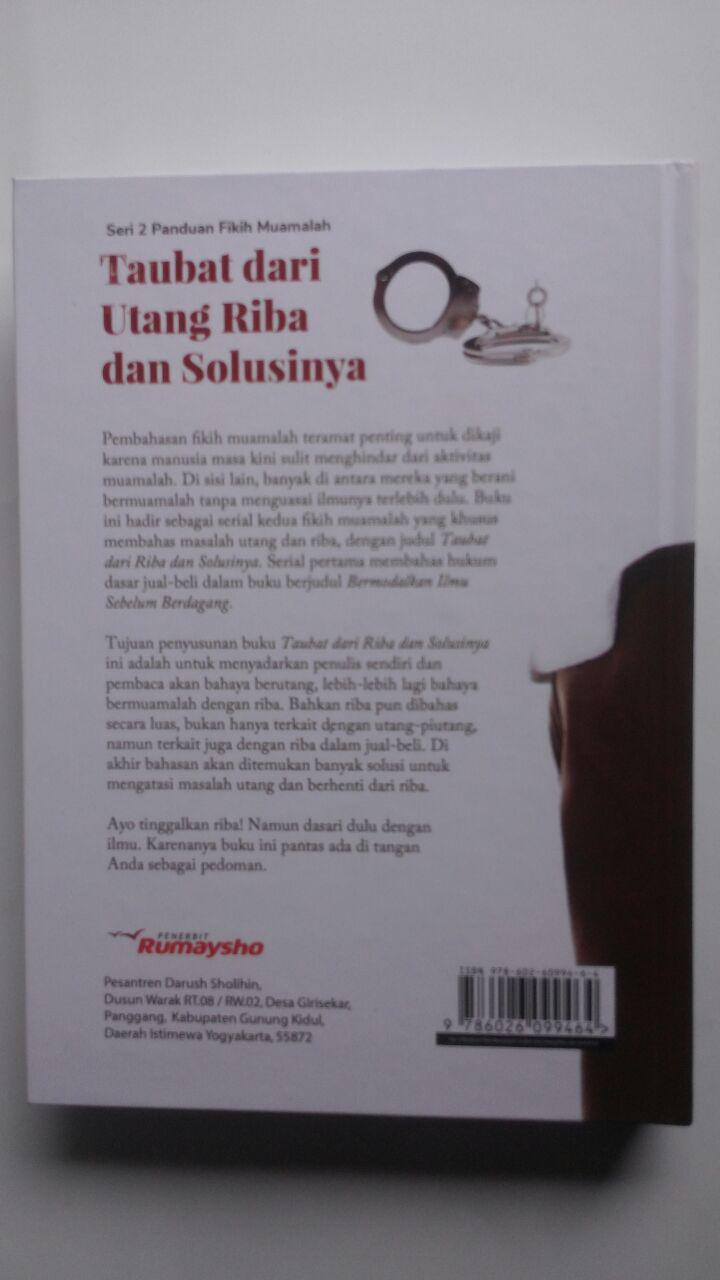 Seri 2 Panduan Fikih Muamalah
Taubat dari
Utang Riba
dan Solusinya
Pembahasan fikih muamalah teramat penting untuk dikaji
karena manusia masa kini sulit menghindar dari aktivitas
muamalah. Di sisi lain, banyak di antara mereka yang berani
bermuamalah tanpa menguasai ilmunya terlebih dulu. Buku
ini hadir sebagai serial kedua fikih muamalah yang khusus
membahas masalah utang dan riba, dengan judul Taubat
dari Riba dan Solusinya. Serial pertama membahas hukum
dasar jual-beli dalam buku berjudul Bermodalkan Ilmu
Sebelum Berdagang.
Tujuan penyusunan buku Taubat dari Riba dan Solusinya
ini adalah untuk menyadarkan penulis sendiri dan
pembaca akan bahaya berutang, lebih-lebih lagi bahaya
bermuamalah dengan riba. Bahkan riba pun dibahas
secara luas, bukan hanya terkait dengan utang-piutang,
namun terkait juga dengan riba dalam jual-beli. Di
akhir bahasan akan ditemukan banyak solusi untuk
mengatasi masalah utang dan berhenti dari riba.
Ayo tinggalkan riba! Namun dasari dulu dengan
ilmu. Karenanya buku ini pantas ada di tangan
Anda sebagai pedoman.
PENERBIT
Rumaysho
Pesantren Darush Sholihin,
Dusun Warak RT.08 / RW.02, Desa Girisekar,
Panggang, Kabupaten Gunung Kidul,
Daerah Istimewa Yogyakarta, 55872
ISBN 978-602-60994-6-4
9 786026 099464 >